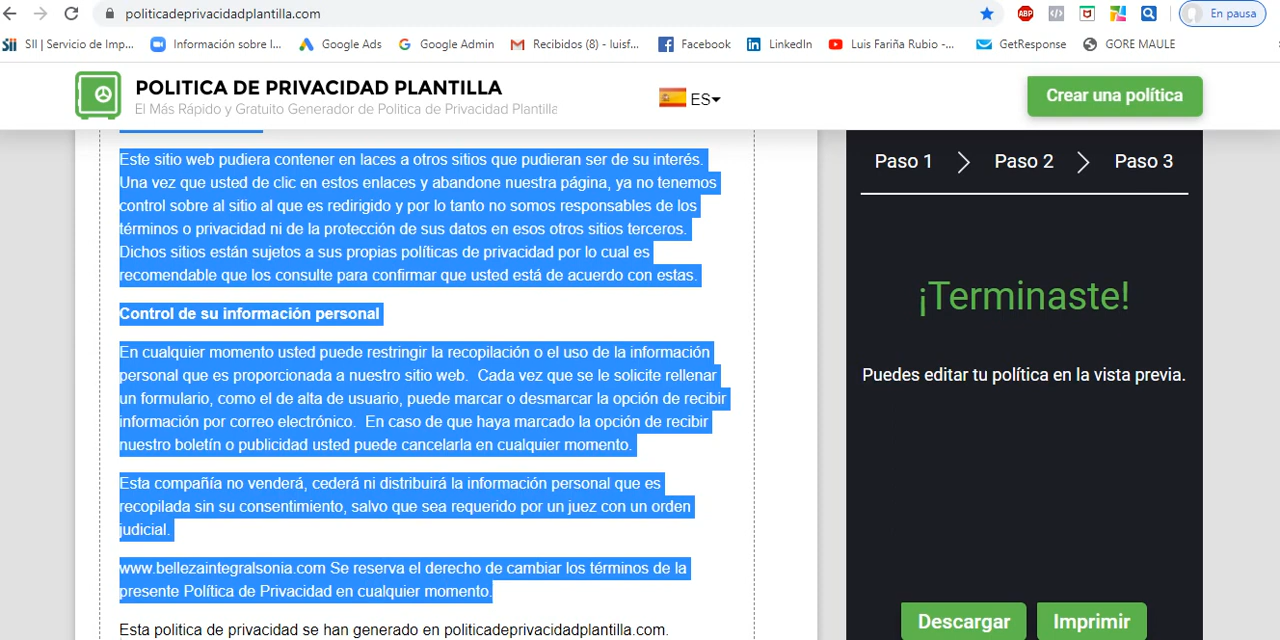 politicadeprivacidadplantilla.com
ABP
En pausa
SII | Servicio de Imp...
Información sobre l...
Google Ads
Google Admin
Recibidos (8) - luisf...
Facebook
LinkedIn
Luis Fariña Rubio -...
GetResponse
GORE MAULE
POLITICA DE PRIVACIDAD PLANTILLA
El Más Rápido y Gratuito Generador de Politica de Privacidad Plantilla
ES
Crear una política
Este sitio web pudiera contener en laces a otros sitios que pudieran ser de su interés.
Una vez que usted de clic en estos enlaces y abandone nuestra página, ya no tenemos
control sobre al sitio al que es redirigido y por lo tanto no somos responsables de los
términos o privacidad ni de la protección de sus datos en esos otros sitios terceros.
Dichos sitios están sujetos a sus propias políticas de privacidad por lo cual es
recomendable que los consulte para confirmar que usted está de acuerdo con estas.
Control de su información personal
En cualquier momento usted puede restringir la recopilación o el uso de la información
personal que es proporcionada a nuestro sitio web.  Cada vez que se le solicite rellenar
un formulario, como el de alta de usuario, puede marcar o desmarcar la opción de recibir
información por correo electrónico.  En caso de que haya marcado la opción de recibir
nuestro boletín o publicidad usted puede cancelarla en cualquier momento.
Esta compañía no venderá, cederá ni distribuirá la información personal que es
recopilada sin su consentimiento, salvo que sea requerido por un juez con un orden
judicial.
www.bellezaintegralsonia.com Se reserva el derecho de cambiar los términos de la
presente Política de Privacidad en cualquier momento.
Esta politica de privacidad se han generado en politicadeprivacidadplantilla.com.
Paso 1
Paso 2
Paso 3
¡Terminaste!
Puedes editar tu política en la vista previa.
Descargar
Imprimir